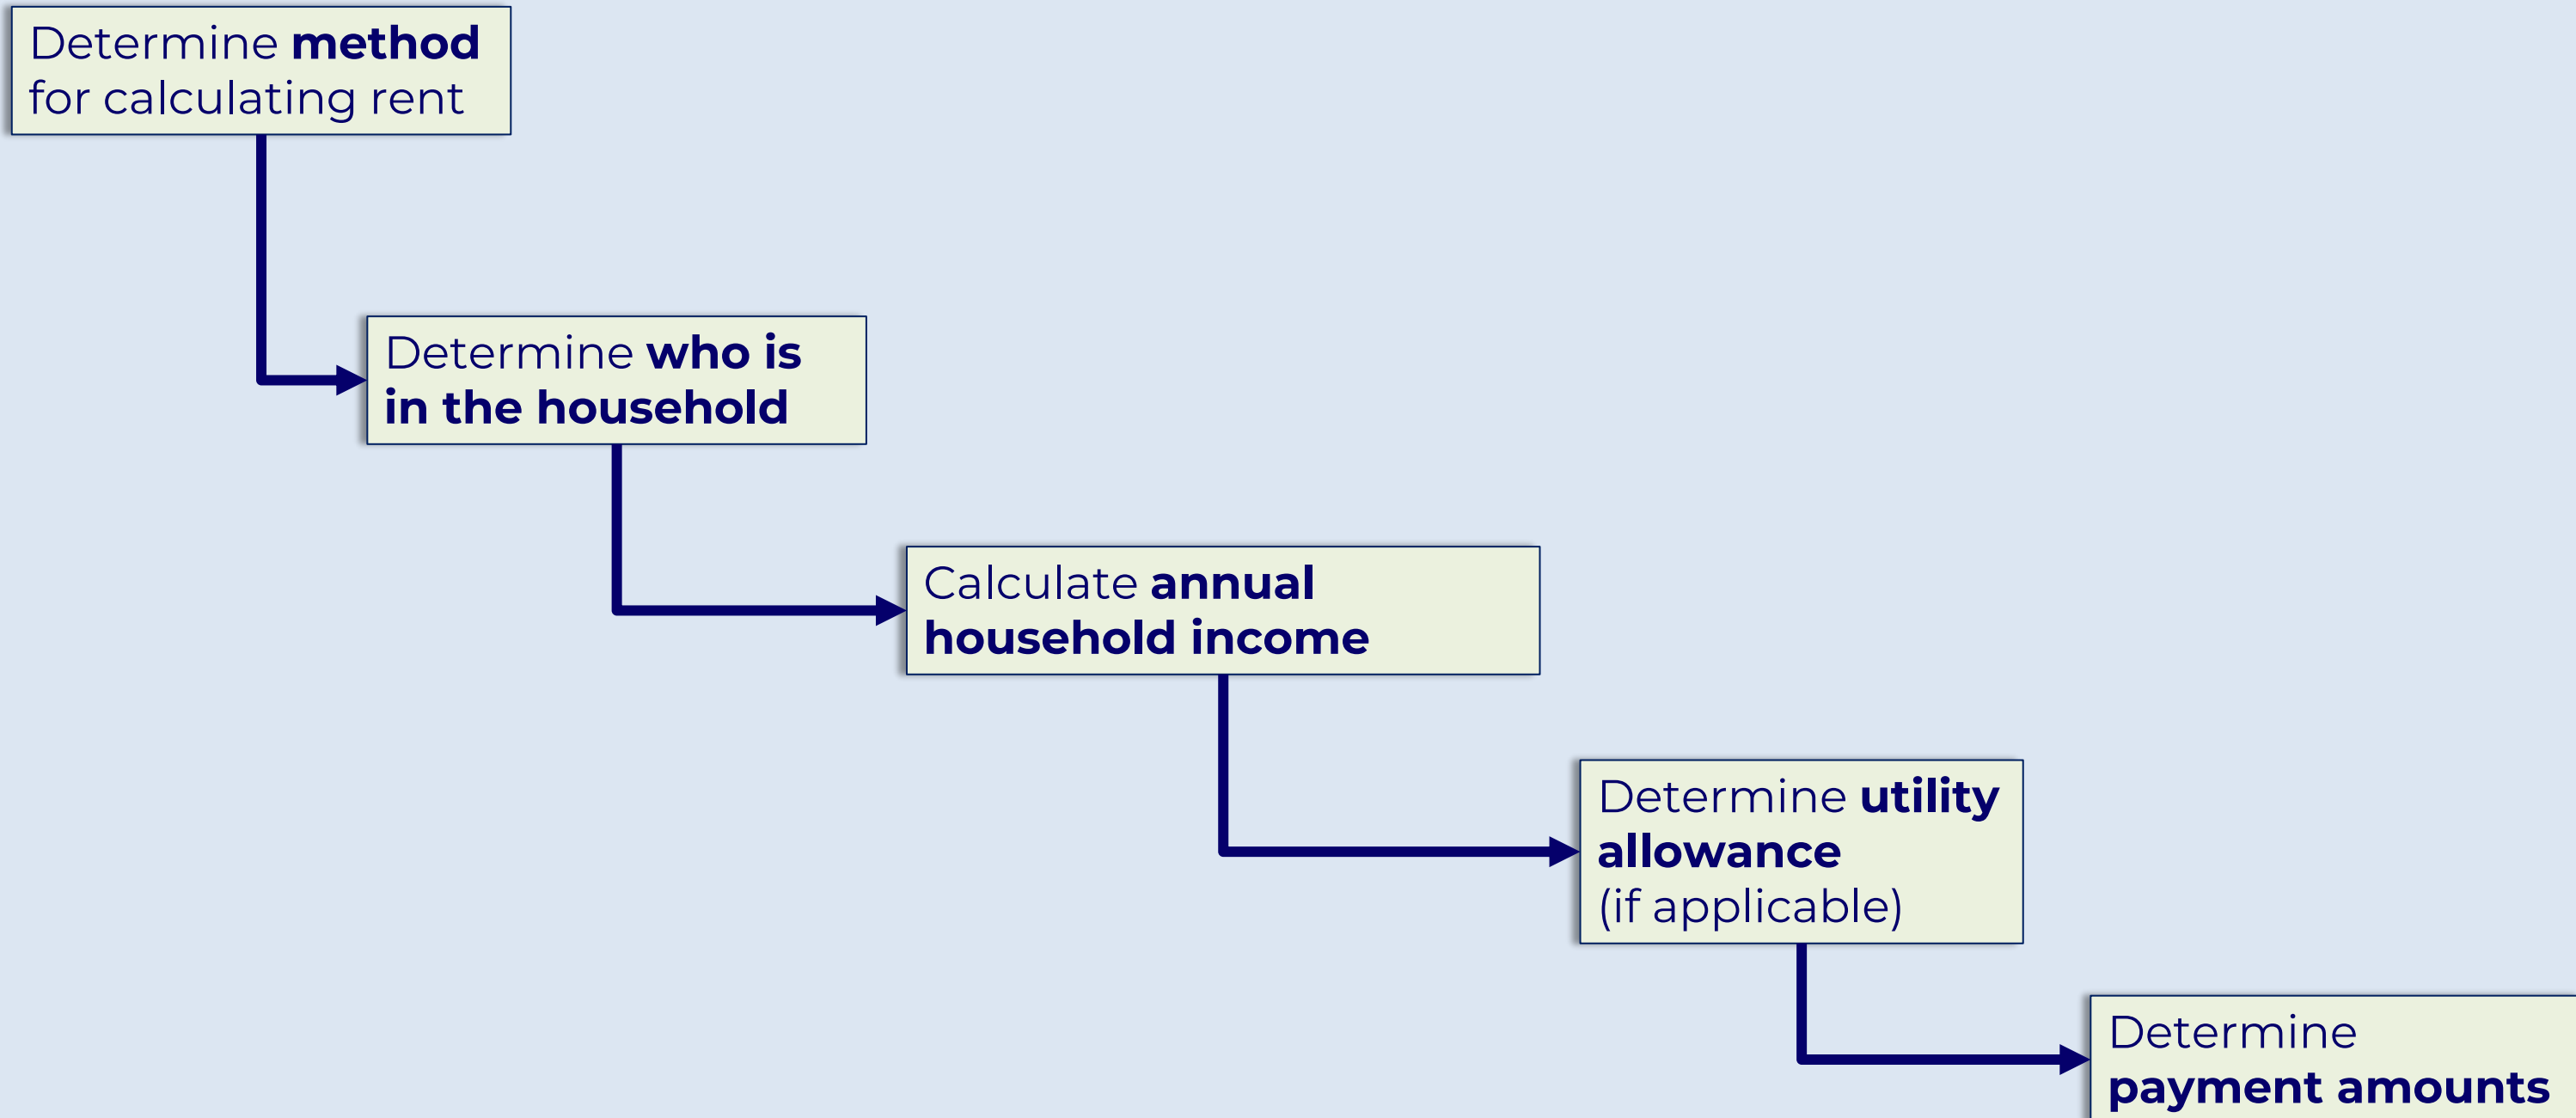 Determine method
for calculating rent
Determine who is
in the household
Calculate annual
household income
Determine utility
allowance
(if applicable)
Determine
payment amounts